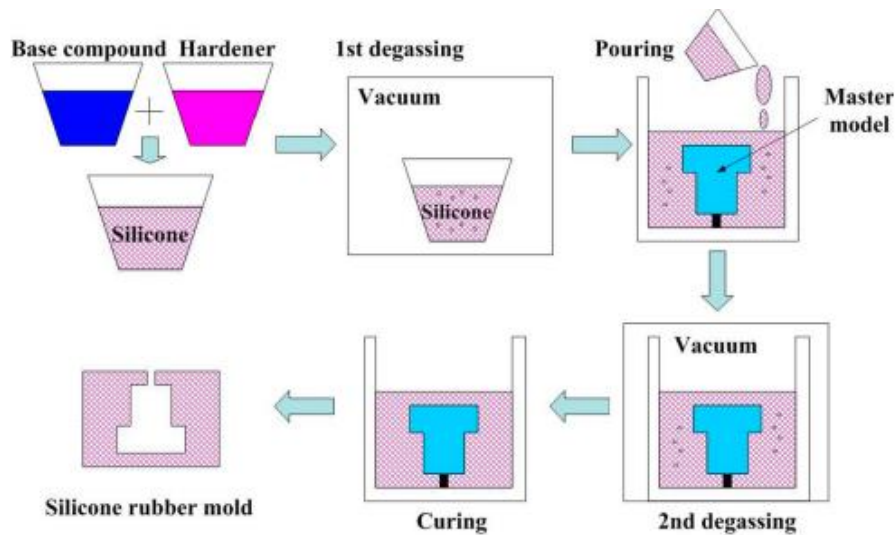 Base compound
Hardener
1st degassing
Pouring
Vacuum
Master
model
Silicone
Silicone
Vacuum
Silicone rubber mold
Curing
2nd degassing